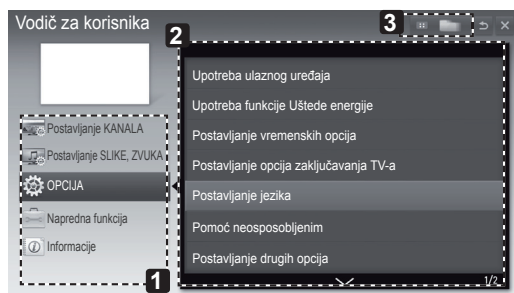 Vodič za korisnika
3
2
Postavljanje KANALA
Postavljanje SLIKE, ZVUKA
OPCIJA
Napredna funkcija
Informacije
1
Upotreba ulaznog uređaja
Upotreba funkcije Uštede energije
Postavljanje vremenskih opcija
Postavljanje opcija zaključavanja TV-a
Postavljanje jezika
Pomoć neosposobljenim
Postavljanje drugih opcija
1/2